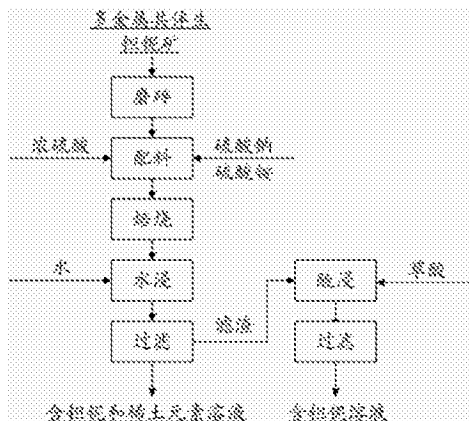 多金属共伴生
钽铌矿
磨碎
浓硫酸
配料
硫酸钠
硫酸铵
焙烧
水
水浸
酸浸
草酸
过滤
滤渣
过滤
含钽铌和稀土元素溶液
含钽铌溶液